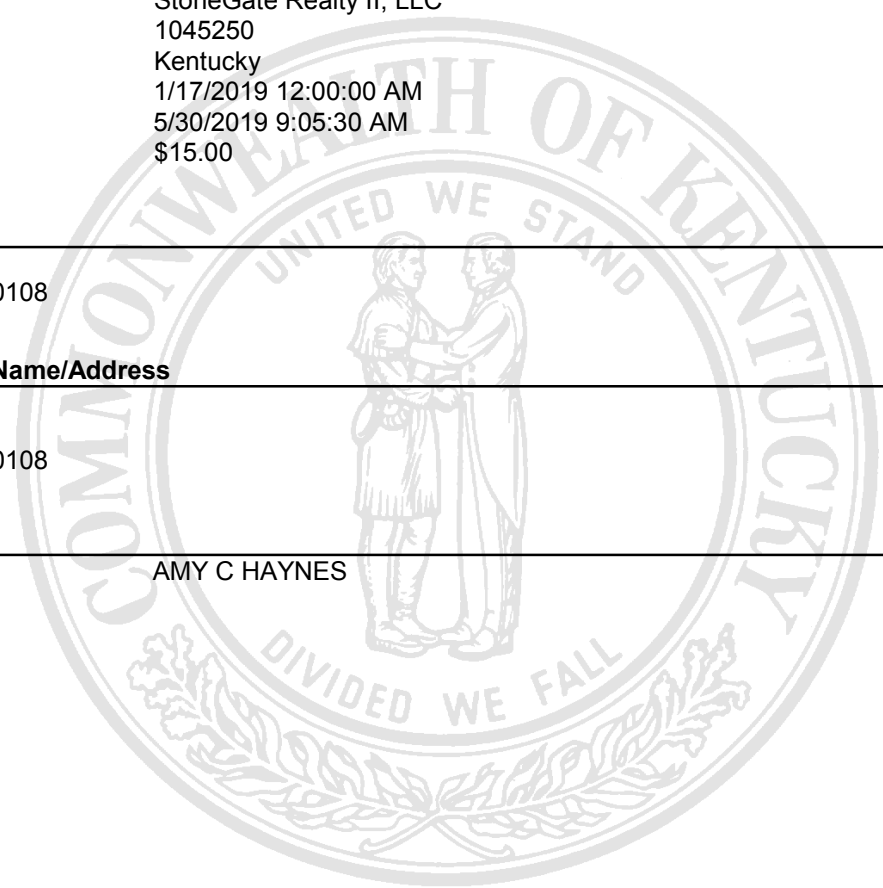 StoneGate Realty II, LLC
1045250
Kentucky
1/17/2019 12:00:00 AM
5/30/2019 9:05:30 AM
$15.00
COMMONWEALTH OF KENTUCKY
UNITED WE STAND
0108
Name/Address
0108
AMY C HAYNES
DIVIDED WE FALL